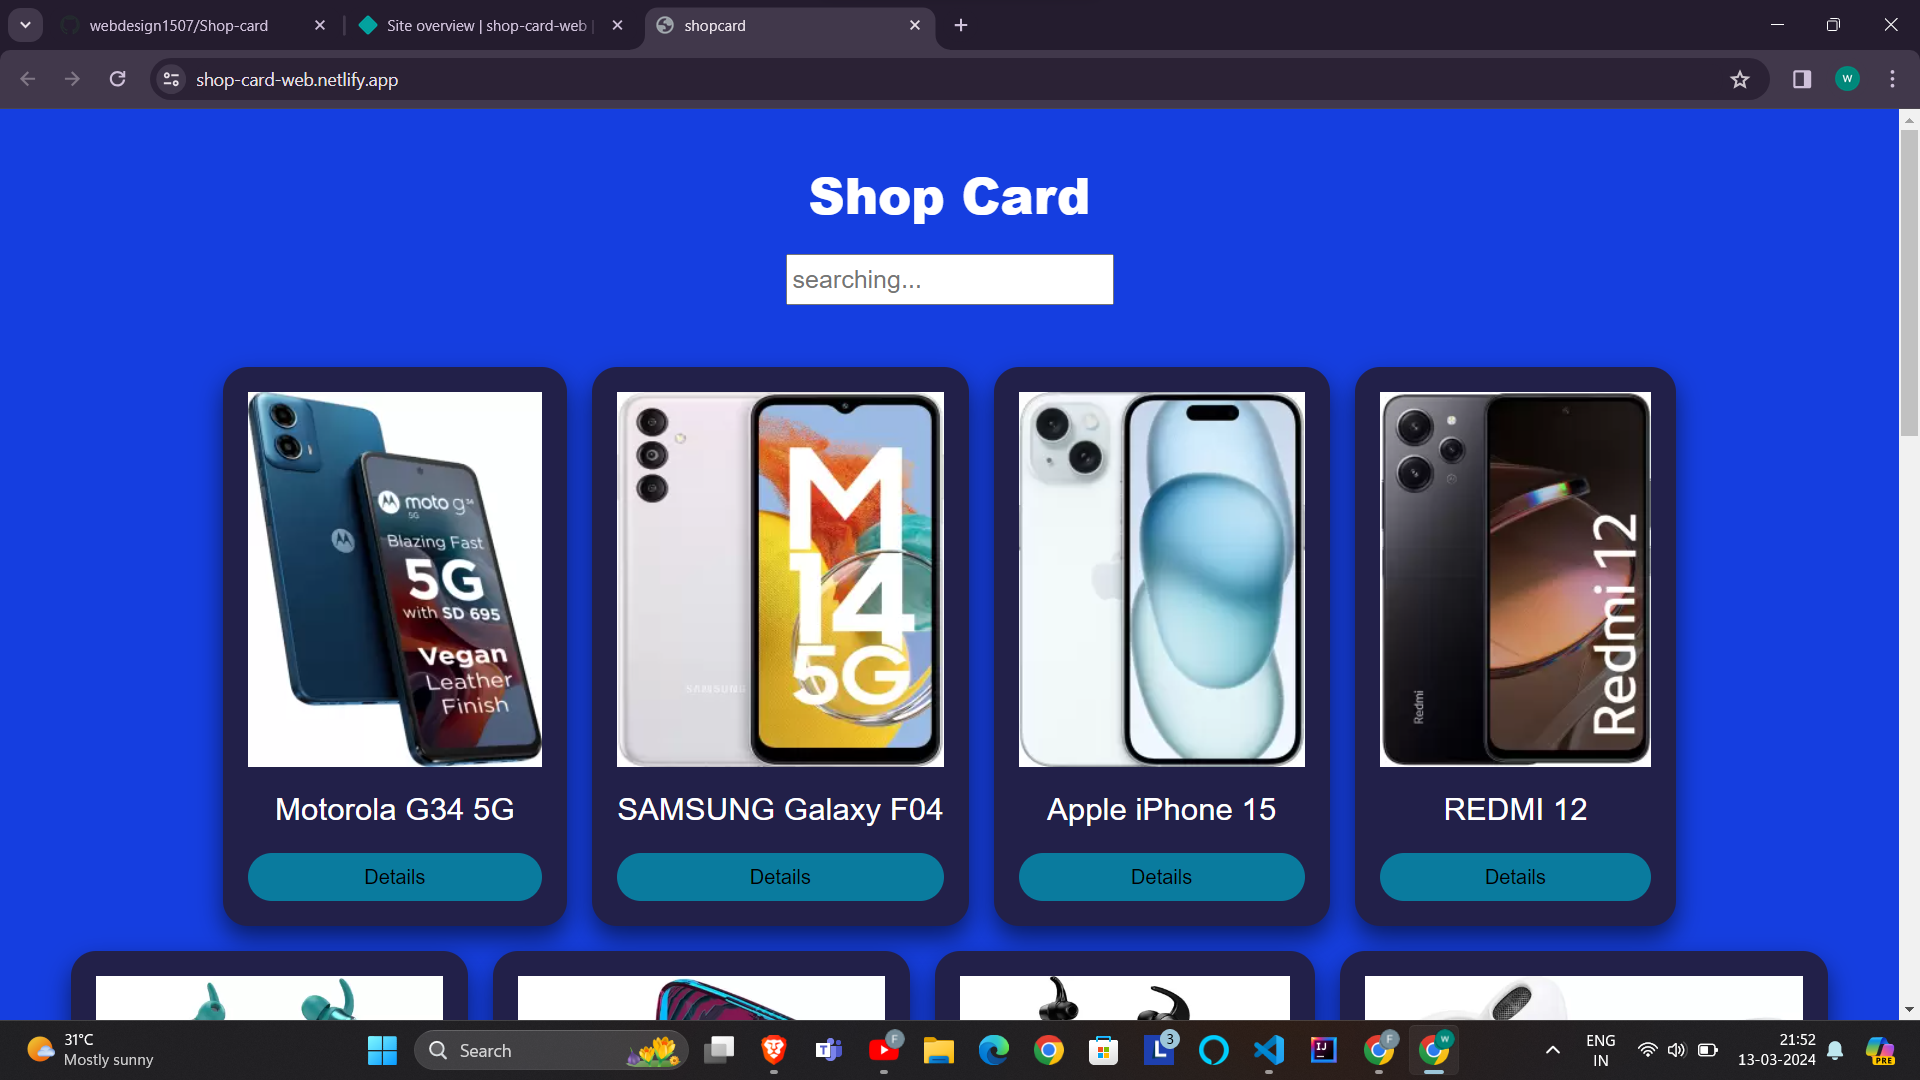 webdesign1507/Shop-card
Site overview | shop-card-web |
shopcard
shop-card-web.netlify.app
W
Shop Card
searching...
moto g34
5G
Blazing Fast
5G
with SD 695
Vegan
Leather
Finish
SAMSUNG
M
14
5G
Redmi
Redmi 12
Motorola G34 5G
SAMSUNG Galaxy F04
Apple iPhone 15
REDMI 12
Details
Details
Details
Details
31°C
Mostly sunny
Search
F
3
L
F
W
ENG
IN
21:52
13-03-2024
PRE